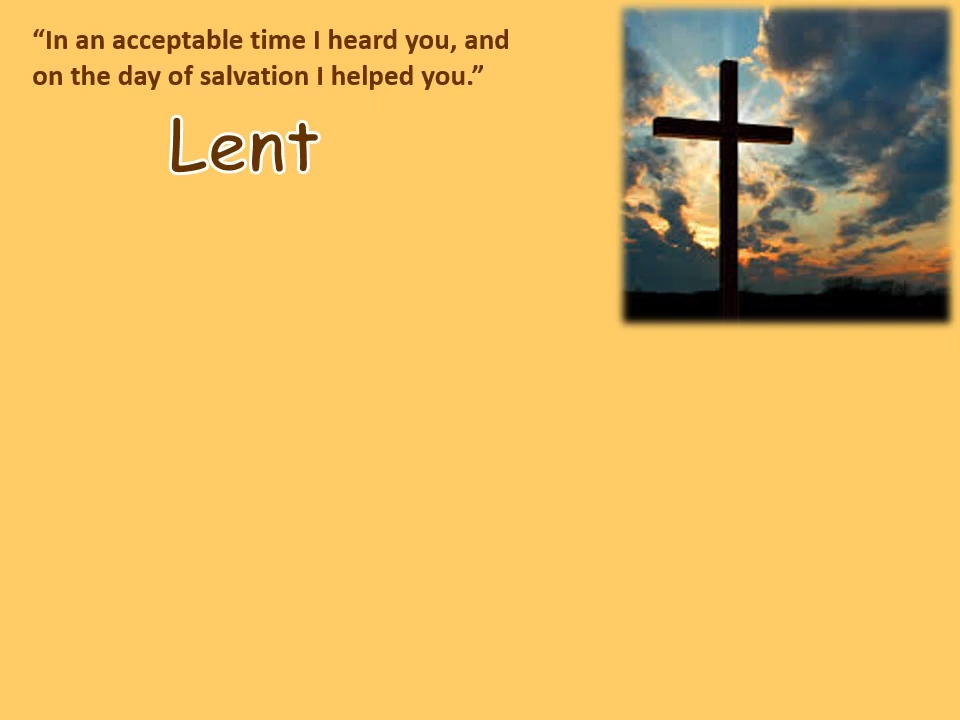 “In an acceptable time I heard you, and
on the day of salvation I helped you.”
Lent